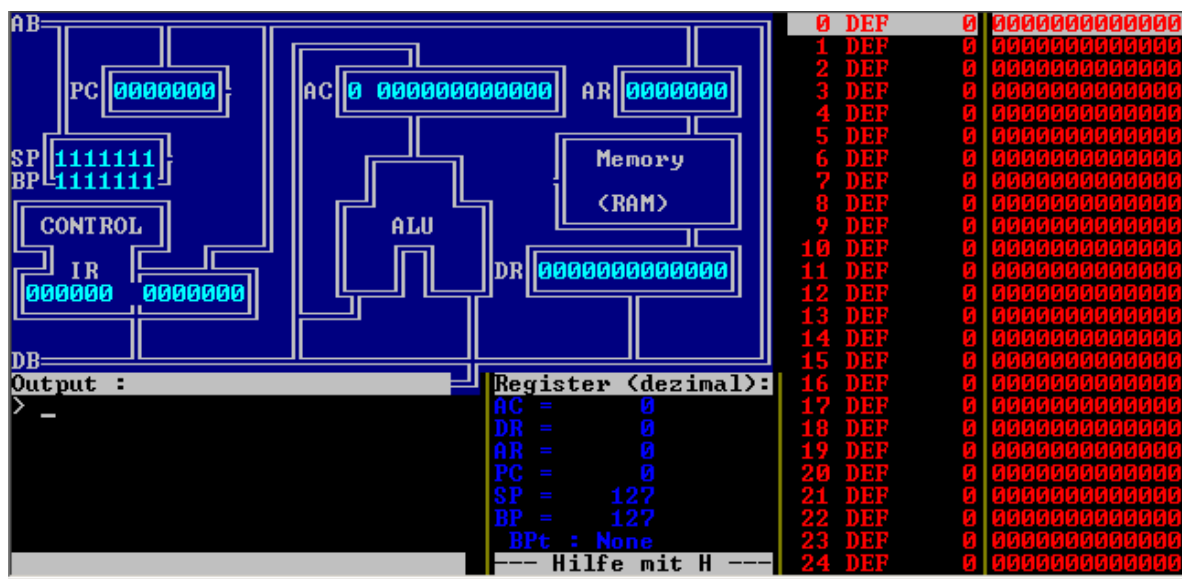 AB
PC 0000000
AC 0 000000000000
AR 0000000
SP 1111111
BP 1111111
Memory
(RAM)
CONTROL
ALU
IR
000000 0000000
DR 0000000000000
DB
Output :
> _
Register (dezimal):
AC = 0
DR = 0
AR = 0
PC = 0
SP = 127
BP = 127
BPt : None
--- Hilfe mit H ---
0 DEF 0 0000000000000
1 DEF 0 0000000000000
2 DEF 0 0000000000000
3 DEF 0 0000000000000
4 DEF 0 0000000000000
5 DEF 0 0000000000000
6 DEF 0 0000000000000
7 DEF 0 0000000000000
8 DEF 0 0000000000000
9 DEF 0 0000000000000
10 DEF 0 0000000000000
11 DEF 0 0000000000000
12 DEF 0 0000000000000
13 DEF 0 0000000000000
14 DEF 0 0000000000000
15 DEF 0 0000000000000
16 DEF 0 0000000000000
17 DEF 0 0000000000000
18 DEF 0 0000000000000
19 DEF 0 0000000000000
20 DEF 0 0000000000000
21 DEF 0 0000000000000
22 DEF 0 0000000000000
23 DEF 0 0000000000000
24 DEF 0 0000000000000